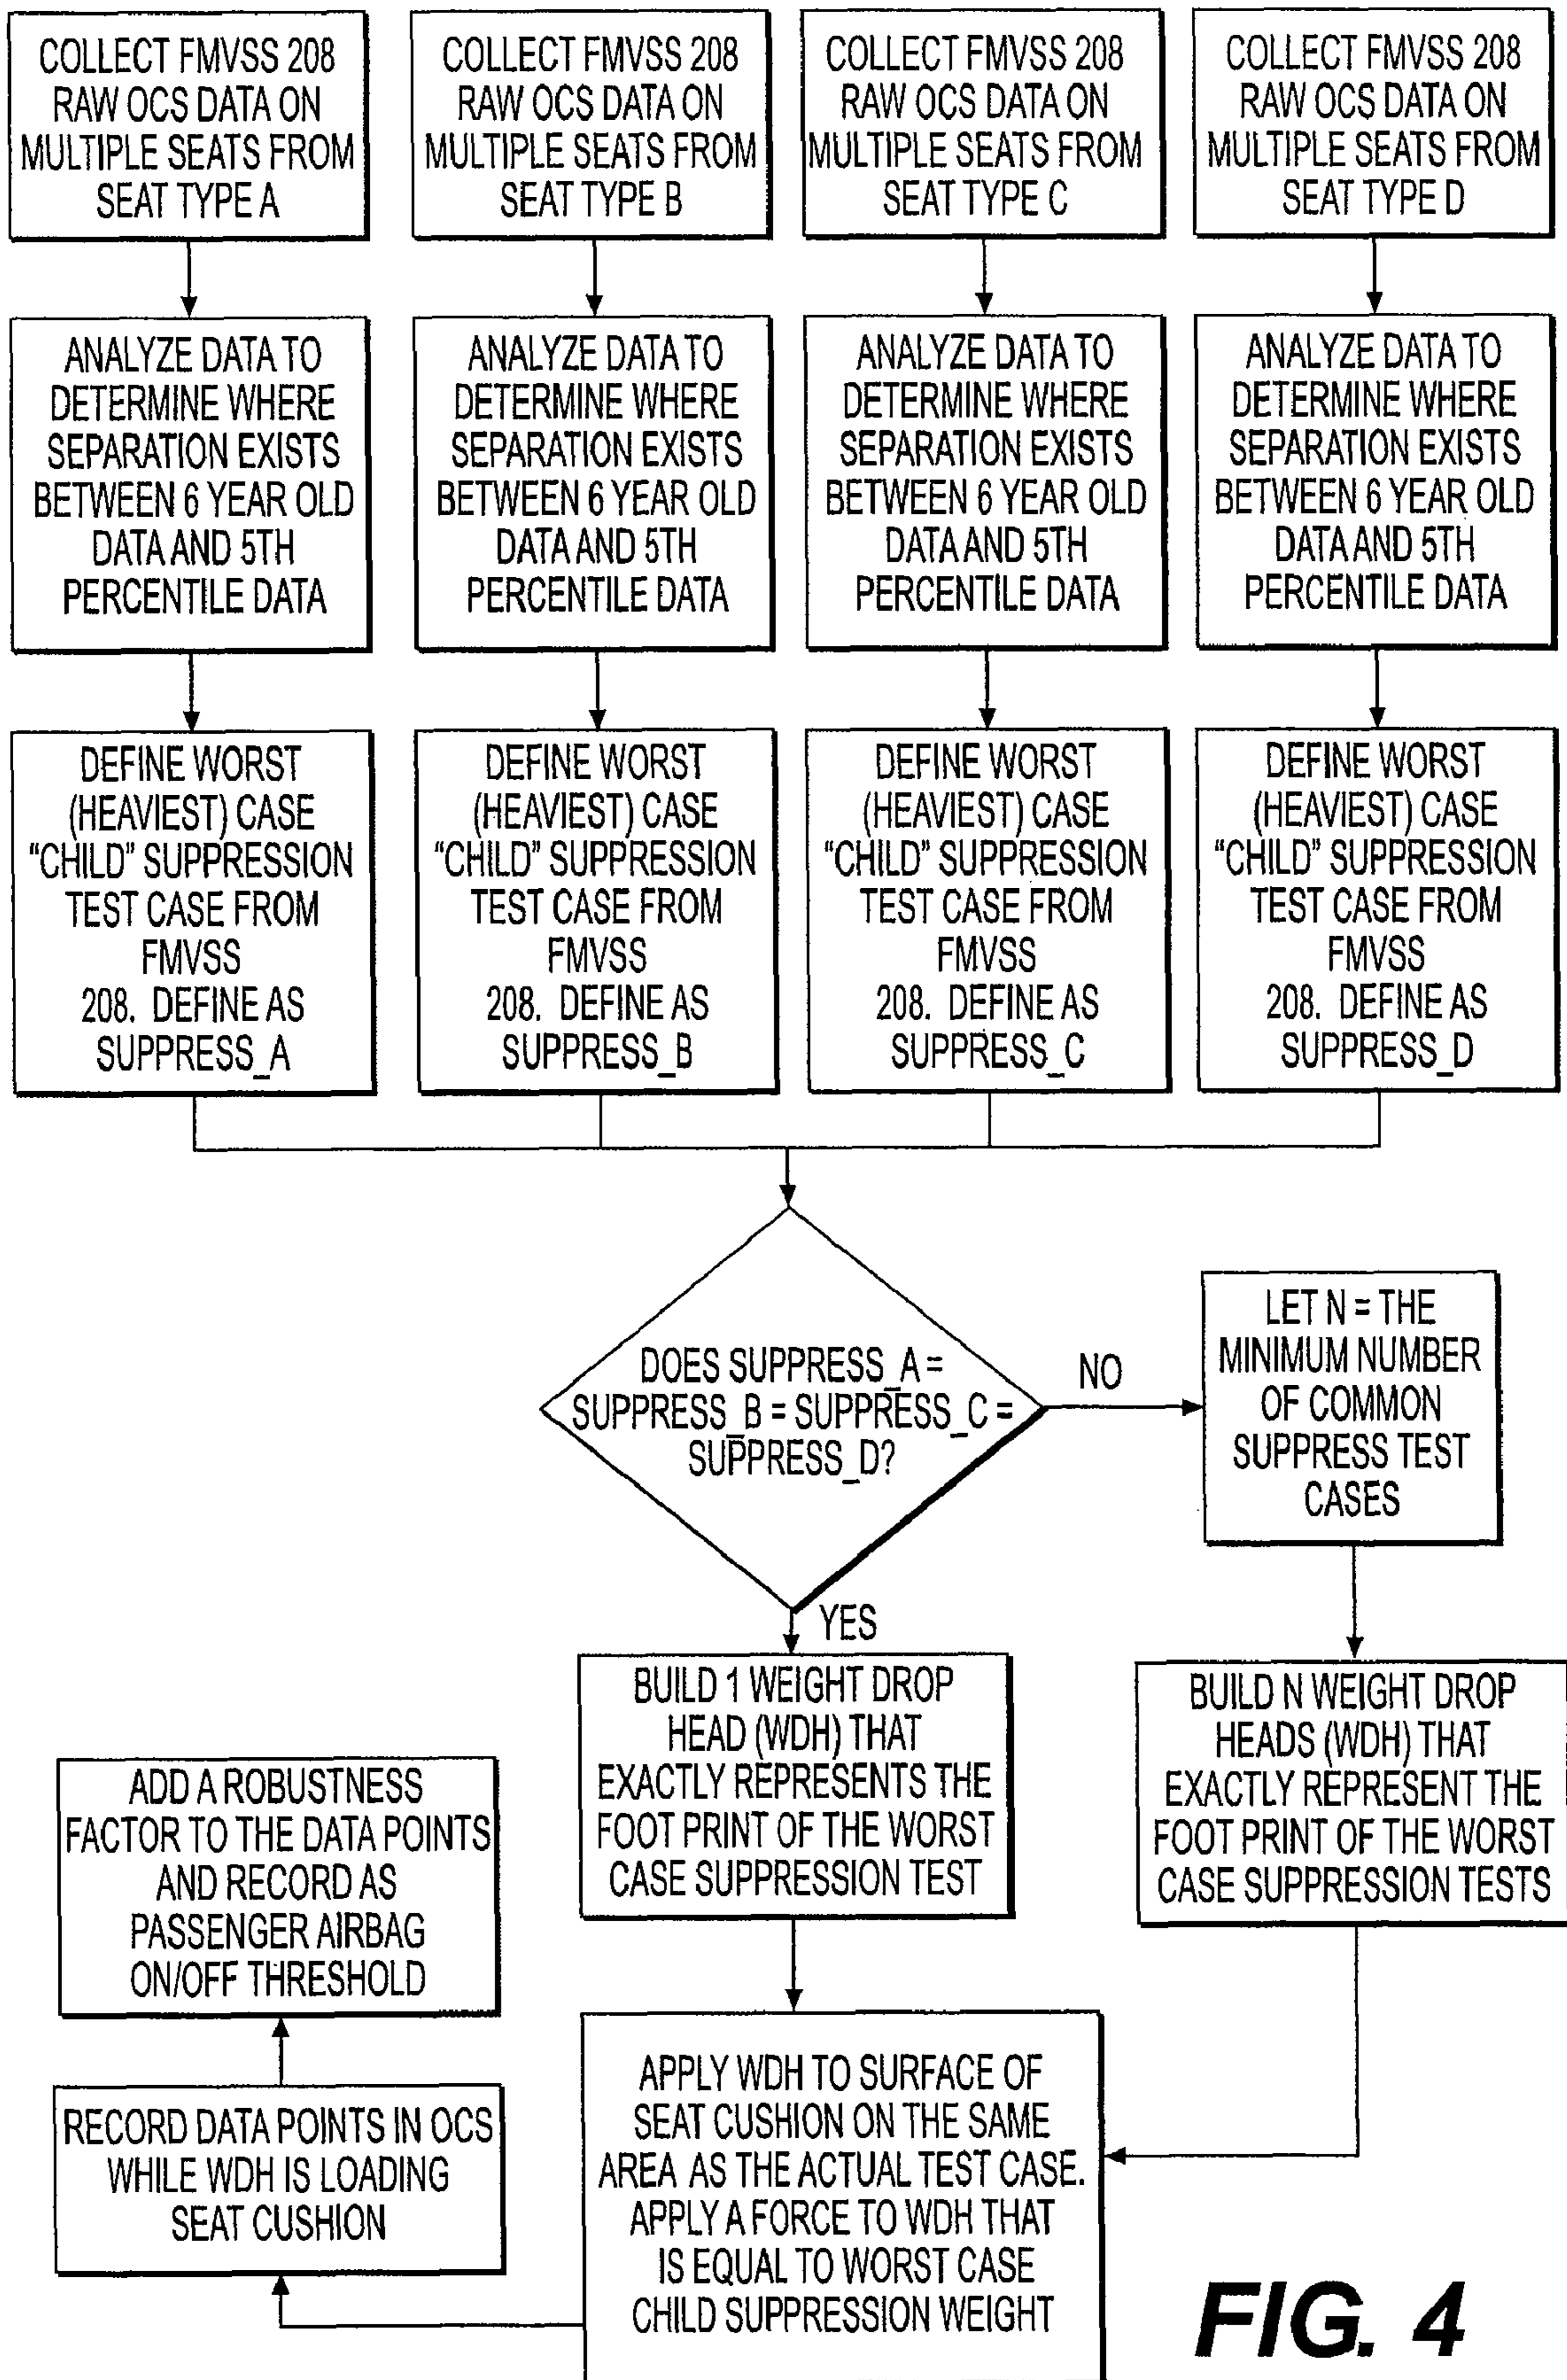 COLLECT FMVSS 208
RAW OCS DATA ON
MULTIPLE SEATS FROM
SEAT TYPE A
COLLECT FMVSS 208
RAW OCS DATA ON
MULTIPLE SEATS FROM
SEAT TYPE B
COLLECT FMVSS 208
RAW OCS DATA ON
MULTIPLE SEATS FROM
SEAT TYPE C
COLLECT FMVSS 208
RAW OCS DATA ON
MULTIPLE SEATS FROM
SEAT TYPE D
ANALYZE DATA TO
DETERMINE WHERE
SEPARATION EXISTS
BETWEEN 6 YEAR OLD
DATA AND 5TH
PERCENTILE DATA
ANALYZE DATA TO
DETERMINE WHERE
SEPARATION EXISTS
BETWEEN 6 YEAR OLD
DATA AND 5TH
PERCENTILE DATA
ANALYZE DATA TO
DETERMINE WHERE
SEPARATION EXISTS
BETWEEN 6 YEAR OLD
DATA AND 5TH
PERCENTILE DATA
ANALYZE DATA TO
DETERMINE WHERE
SEPARATION EXISTS
BETWEEN 6 YEAR OLD
DATA AND 5TH
PERCENTILE DATA
DEFINE WORST
(HEAVIEST) CASE
“CHILD” SUPPRESSION
TEST CASE FROM
FMVSS
208. DEFINE AS
SUPPRESS_A
DEFINE WORST
(HEAVIEST) CASE
“CHILD” SUPPRESSION
TEST CASE FROM
FMVSS
208. DEFINE AS
SUPPRESS_B
DEFINE WORST
(HEAVIEST) CASE
“CHILD” SUPPRESSION
TEST CASE FROM
FMVSS
208. DEFINE AS
SUPPRESS_C
DEFINE WORST
(HEAVIEST) CASE
“CHILD” SUPPRESSION
TEST CASE FROM
FMVSS
208. DEFINE AS
SUPPRESS_D
DOES SUPPRESS_A =
SUPPRESS_B = SUPPRESS_C =
SUPPRESS_D?
NO
LET N = THE
MINIMUM NUMBER
OF COMMON
SUPPRESS TEST
CASES
YES
BUILD 1 WEIGHT DROP
HEAD (WDH) THAT
EXACTLY REPRESENTS THE
FOOT PRINT OF THE WORST
CASE SUPPRESSION TEST
BUILD N WEIGHT DROP
HEADS (WDH) THAT
EXACTLY REPRESENT THE
FOOT PRINT OF THE WORST
CASE SUPPRESSION TESTS
APPLY WDH TO SURFACE OF
SEAT CUSHION ON THE SAME
AREA AS THE ACTUAL TEST CASE.
APPLY A FORCE TO WDH THAT
IS EQUAL TO WORST CASE
CHILD SUPPRESSION WEIGHT
RECORD DATA POINTS IN OCS
WHILE WDH IS LOADING
SEAT CUSHION
ADD A ROBUSTNESS
FACTOR TO THE DATA POINTS
AND RECORD AS
PASSENGER AIRBAG
ON/OFF THRESHOLD
FIG. 4